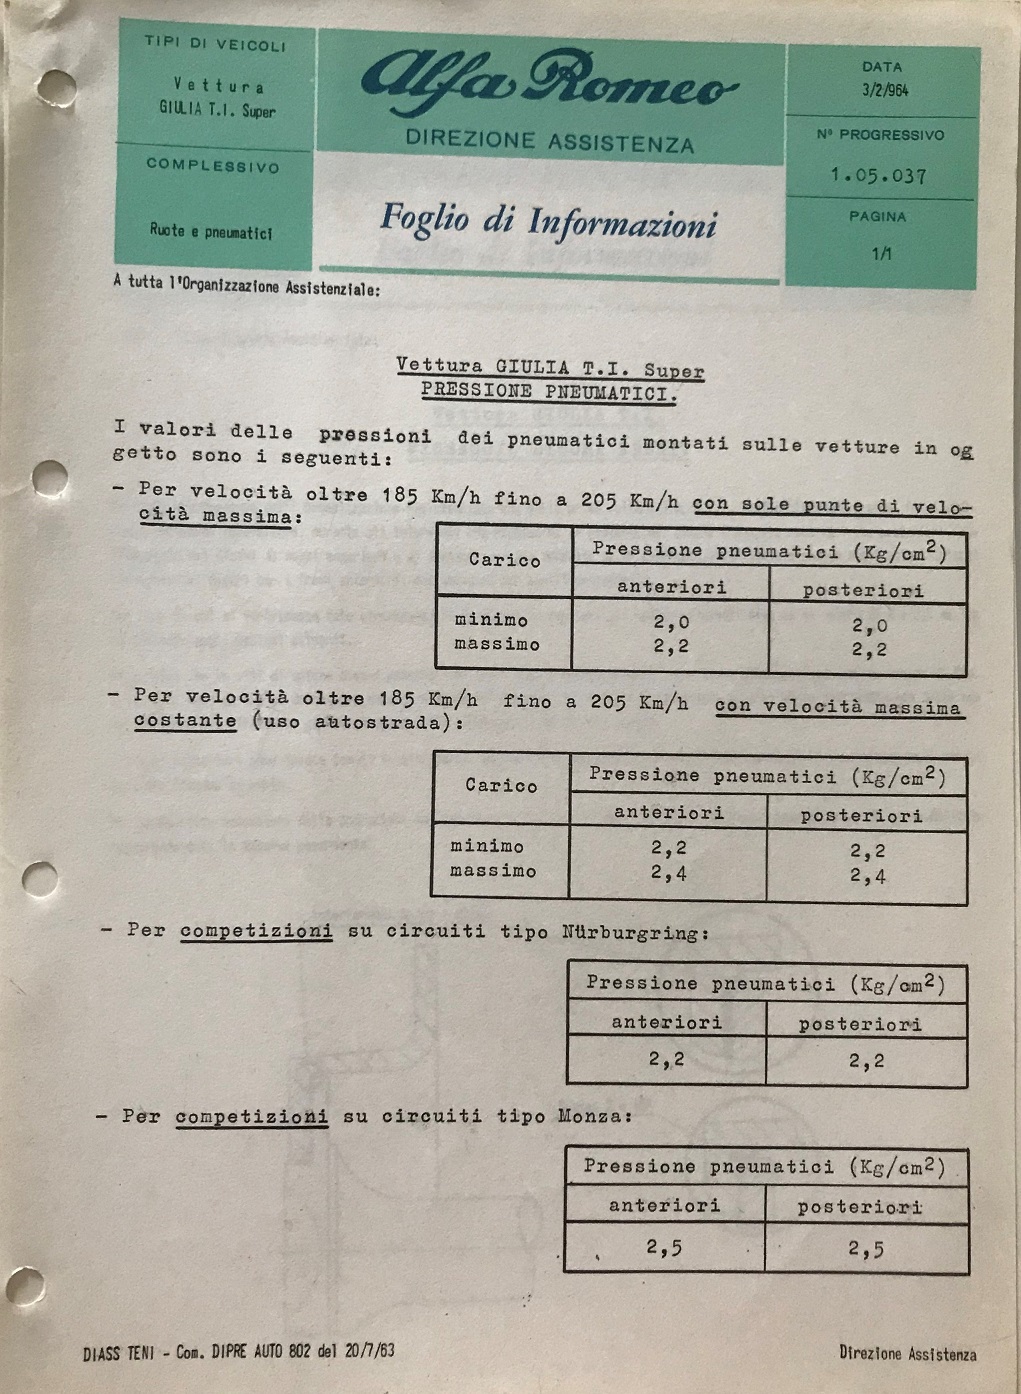 TIPI DI VEICOLI
Vettura
GIULIA T.I. Super
COMPLESSIVO
Ruote e pneumatici
Alfa Romeo
DIREZIONE ASSISTENZA
Foglio di Informazioni
DATA
3/2/964
Nº PROGRESSIVO
1.05.037
PAGINA
1/1
A tutta l'Organizzazione Assistenziale:
Vettura GIULIA T.I. Super
PRESSIONE PNEUMATICI.
I valori delle pressioni dei pneumatici montati sulle vetture in og
getto sono i seguenti:
- Per velocità oltre 185 Km/h fino a 205 Km/h con sole punte di velo-
cità massima:
Carico
Pressione pneumatici (Kg/cm2)
anteriori posteriori
minimo 2,0 2,0
massimo 2,2 2,2
- Per velocità oltre 185 Km/h fino a 205 Km/h con velocità massima
costante (uso autostrada):
Carico
Pressione pneumatici (Kg/cm2)
anteriori posteriori
minimo 2,2 2,2
massimo 2,4 2,4
- Per competizioni su circuiti tipo Nürburgring:
Pressione pneumatici (Kg/cm2)
anteriori posteriori
2,2 2,2
- Per competizioni su circuiti tipo Monza:
Pressione pneumatici (Kg/cm2)
anteriori posteriori
2,5 2,5
DIASS TENI - Com. DIPRE AUTO 802 del 20/7/63
Direzione Assistenza